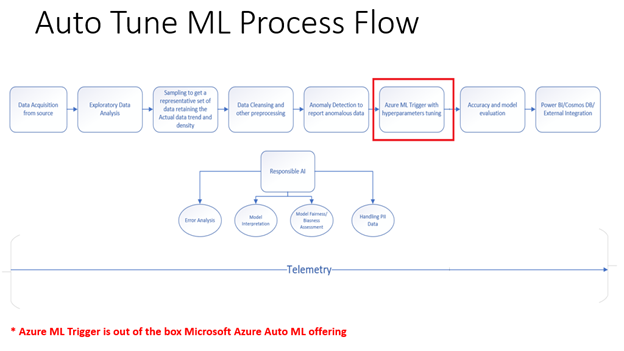 Auto Tune ML Process Flow
Data Acquisition
from source
Exploratory Data
Analysis
Sampling to get a
representative set of
data retaining the
Actual data trend and
density
Data Cleansing and
other preprocessing
Anomaly Detection to
report anomalous data
Azure ML Trigger with
hyperparameters tuning
Accuracy and model
evaluation
Power BI/Cosmos DB/
External Integration
Responsible AI
Error Analysis
Model
Interpretation
Model Fairness/
Biasness
Assessment
Handling PII
Data
Telemetry
* Azure ML Trigger is out of the box Microsoft Azure Auto ML offering